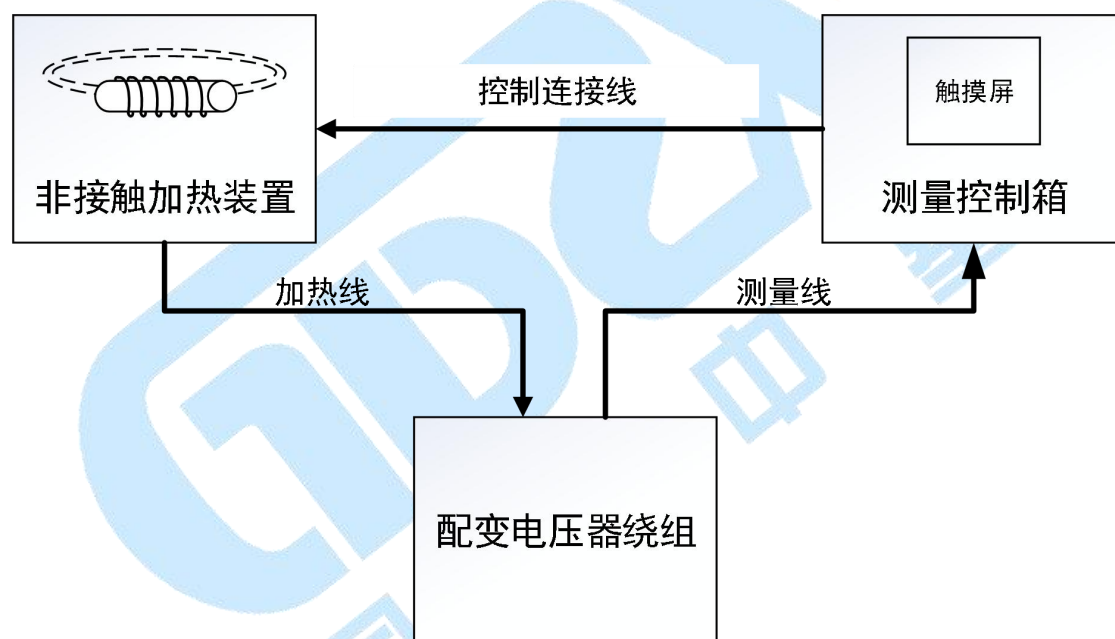 控制连接线
触摸屏
非接触加热装置
测量控制箱
加热线
测量线
配变电压器绕组
中